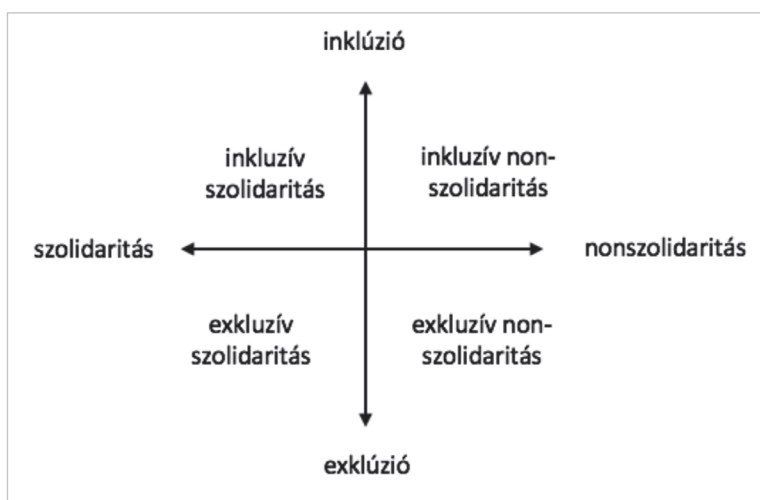 inklúzió
inkluzív
szolidaritás
inkluzív non-
szolidaritás
szolidaritás
nonszolidaritás
exkluzív
szolidaritás
exkluzív non-
szolidaritás
exklúzió